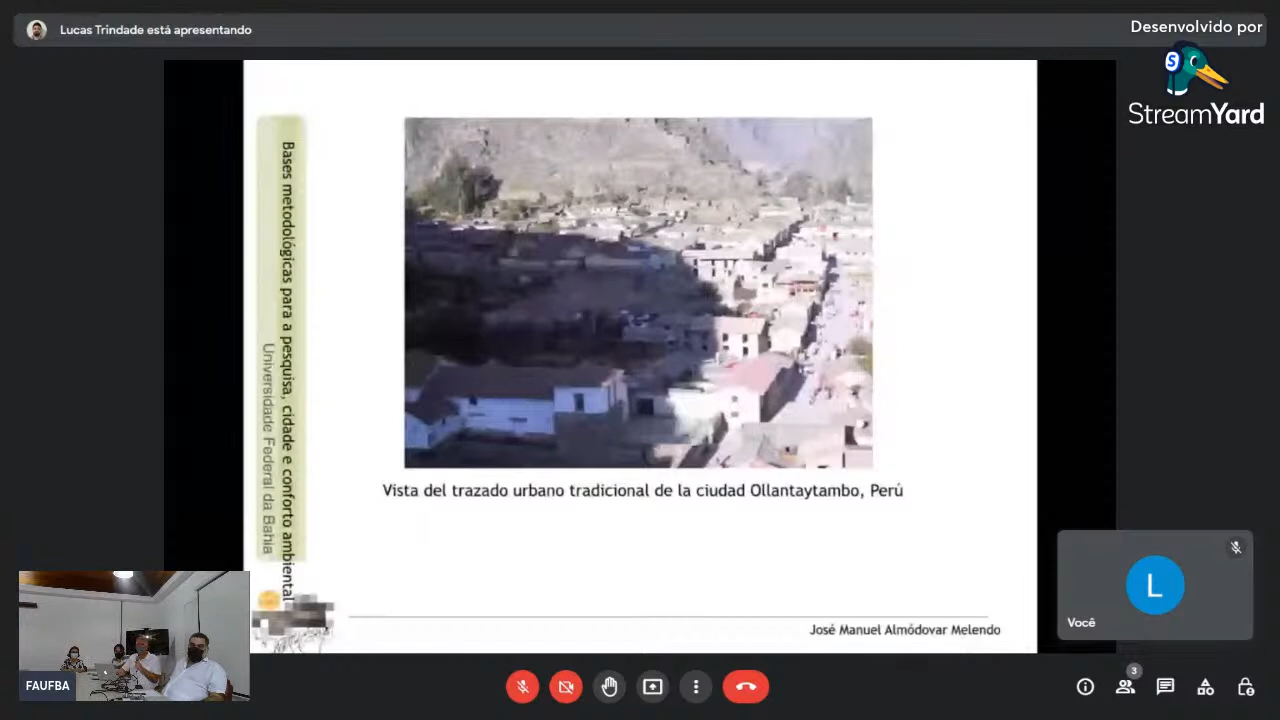 Lucas Trindade está apresentando
Desenvolvido por
S
StreamYard
Bases metodológicas para a pesquisa, cidade e conforto ambiental
Universidade Federal da Bahia
Vista del trazado urbano tradicional de la ciudad Ollantaytambo, Perú
José Manuel Almódovar Melendo
L
Você
FAUFBA
3